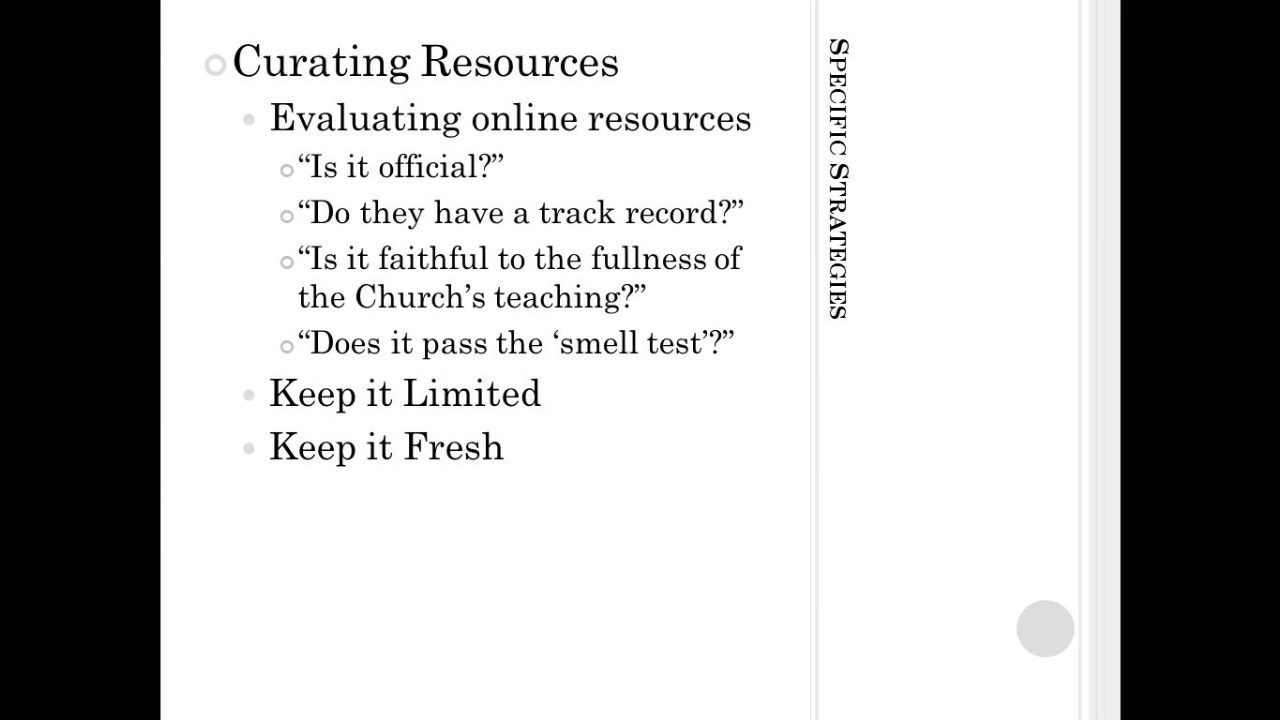 Curating Resources
Evaluating online resources
“Is it official?”
“Do they have a track record?”
“Is it faithful to the fullness of
the Church’s teaching?”
“Does it pass the ‘smell test’?”
Keep it Limited
Keep it Fresh
SPECIFIC STRATEGIES